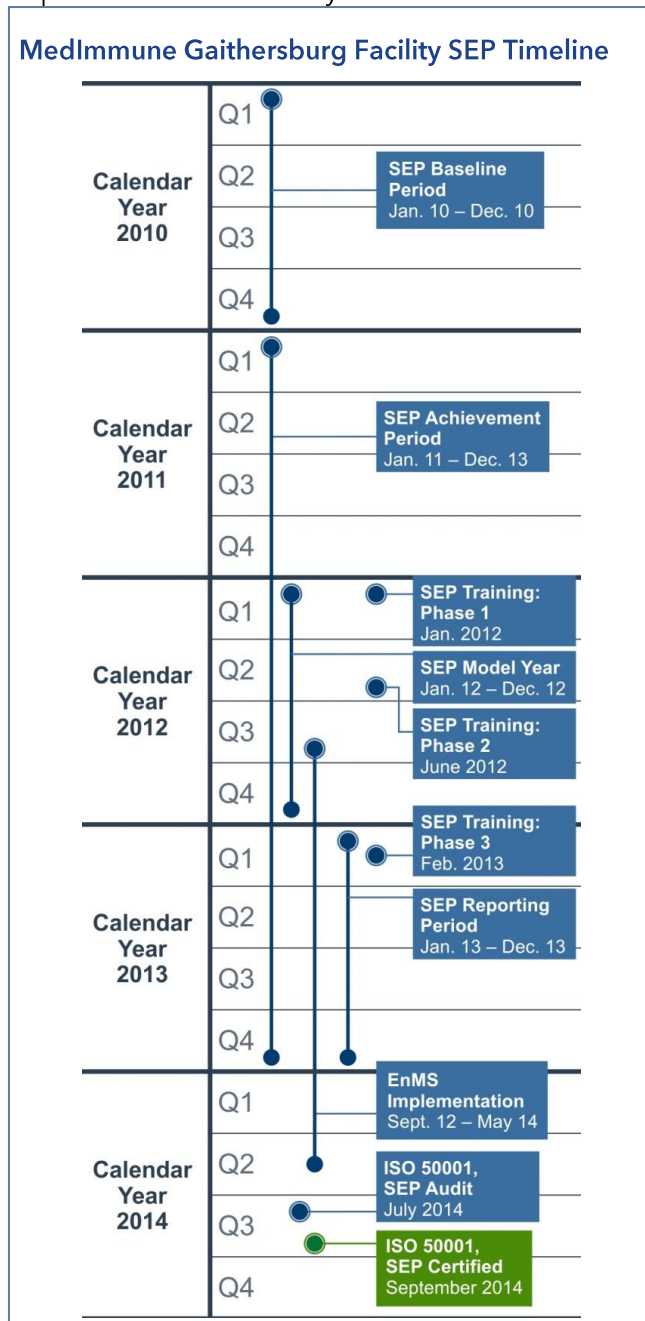 MedImmune Gaithersburg Facility SEP Timeline
Calendar
Year
2010
Q1
Q2
Q3
Q4
SEP Baseline
Period
Jan. 10 – Dec. 10
Calendar
Year
2011
Q1
Q2
Q3
Q4
SEP Achievement
Period
Jan. 11 – Dec. 13
Calendar
Year
2012
Q1
Q2
Q3
Q4
SEP Training:
Phase 1
Jan. 2012
SEP Model Year
Jan. 12 – Dec. 12
SEP Training:
Phase 2
June 2012
Calendar
Year
2013
Q1
Q2
Q3
Q4
SEP Training:
Phase 3
Feb. 2013
SEP Reporting
Period
Jan. 13 – Dec. 13
Calendar
Year
2014
Q1
Q2
Q3
Q4
EnMS
Implementation
Sept. 12 – May 14
ISO 50001,
SEP Audit
July 2014
ISO 50001,
SEP Certified
September 2014